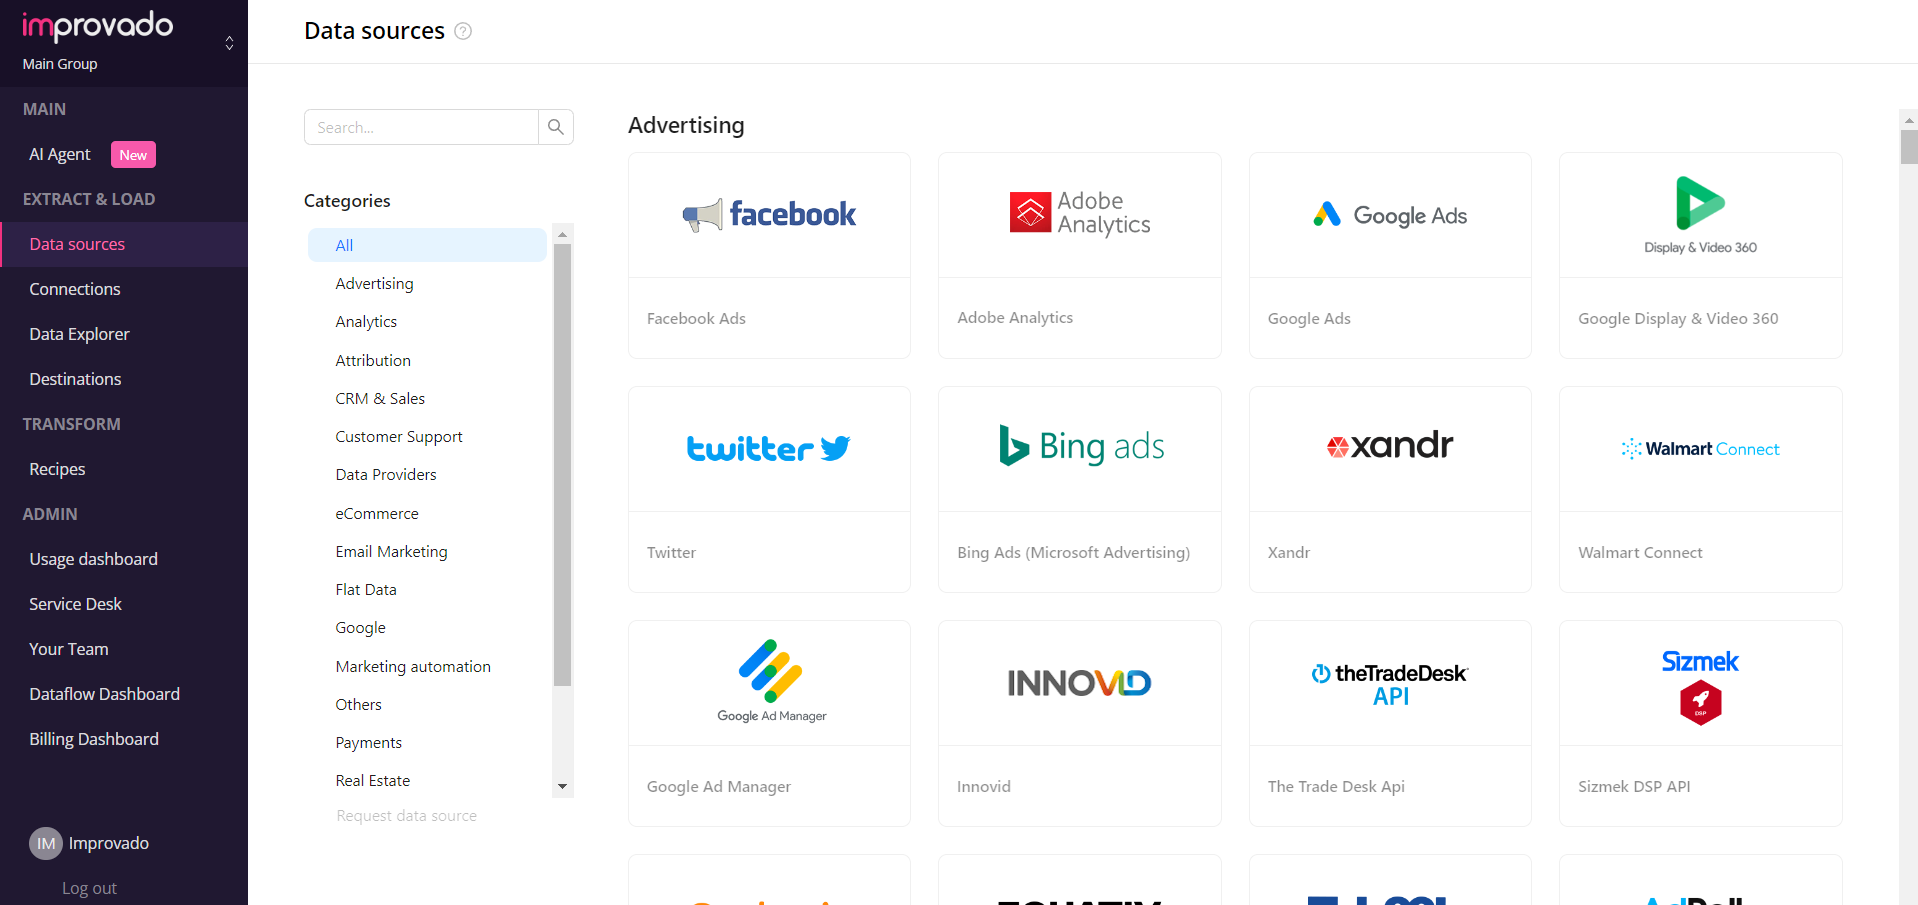 improvado
Main Group
MAIN
AI Agent New
EXTRACT & LOAD
Data sources
Connections
Data Explorer
Destinations
TRANSFORM
Recipes
ADMIN
Usage dashboard
Service Desk
Your Team
Dataflow Dashboard
Billing Dashboard
IM Improvado
Log out
Data sources ?
Search...
Categories
All
Advertising
Analytics
Attribution
CRM & Sales
Customer Support
Data Providers
eCommerce
Email Marketing
Flat Data
Google
Marketing automation
Others
Payments
Real Estate
Request data source
Advertising
facebook
Facebook Ads
Adobe
Analytics
Adobe Analytics
Google Ads
Google Ads
Display & Video 360
Google Display & Video 360
twitter
Twitter
Bing ads
Bing Ads (Microsoft Advertising)
xandr
Xandr
Walmart Connect
Walmart Connect
Google Ad Manager
Google Ad Manager
INNOVID
Innovid
theTradeDesk
API
The Trade Desk Api
Sizmek
DSP
Sizmek DSP API
AdRoll